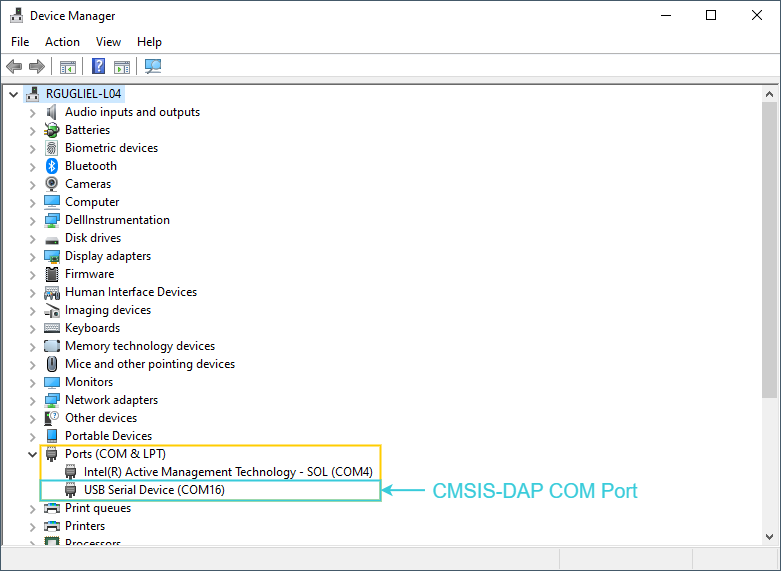 Device Manager
File Action View Help
RGUGLIEL-L04
Audio inputs and outputs
Batteries
Biometric devices
Bluetooth
Cameras
Computer
DellInstrumentation
Disk drives
Display adapters
Firmware
Human Interface Devices
Imaging devices
Keyboards
Memory technology devices
Mice and other pointing devices
Monitors
Network adapters
Other devices
Portable Devices
Ports (COM & LPT)
Intel(R) Active Management Technology - SOL (COM4)
USB Serial Device (COM16) CMSIS-DAP COM Port
Print queues
Printers
Processors